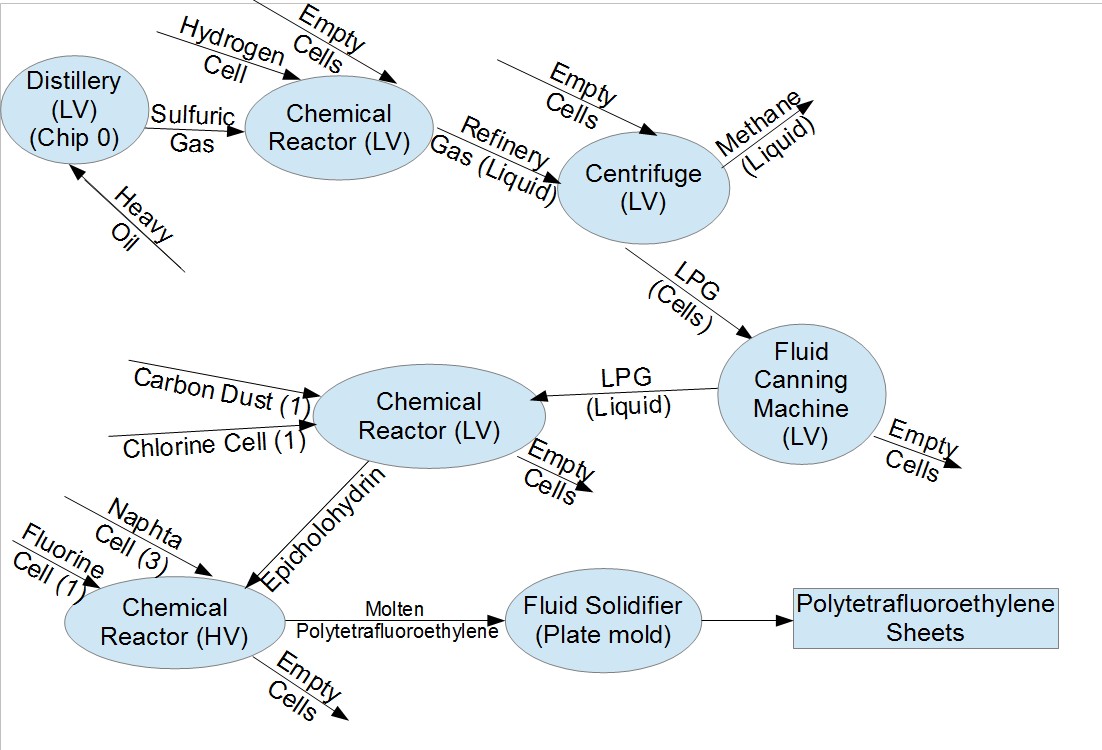 Empty
Cells
Hydrogen
Cell
Distillery
(LV)
(Chip 0)
Sulfuric
Gas
Chemical
Reactor (LV)
Refinery
Gas (Liquid)
Empty
Cells
Centrifuge
(LV)
Methane
(Liquid)
Heavy
Oil
LPG
(Cells)
Fluid
Canning
Machine
(LV)
Empty
Cells
LPG
(Liquid)
Carbon Dust (1)
Chlorine Cell (1)
Chemical
Reactor (LV)
Empty
Cells
Epicholohydrin
Naphta
Cell (3)
Fluorine
Cell (1)
Chemical
Reactor (HV)
Empty
Cells
Molten
Polytetrafluoroethylene
Fluid Solidifier
(Plate mold)
Polytetrafluoroethylene
Sheets